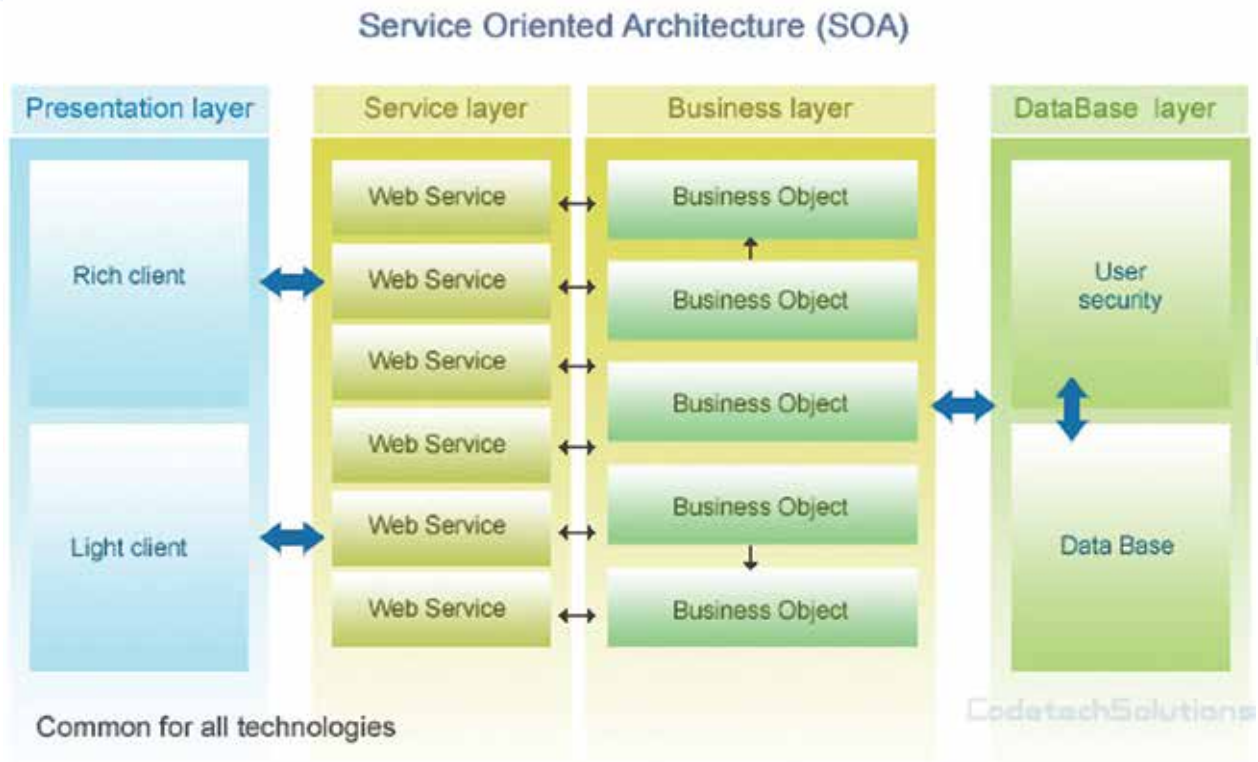 Service Oriented Architecture (SOA)
Presentation layer
Service layer
Business layer
DataBase layer
Rich client
Light client
Web Service
Web Service
Web Service
Web Service
Web Service
Web Service
Business Object
Business Object
Business Object
Business Object
Business Object
User
security
Data Base
Common for all technologies
CodetachSolutions